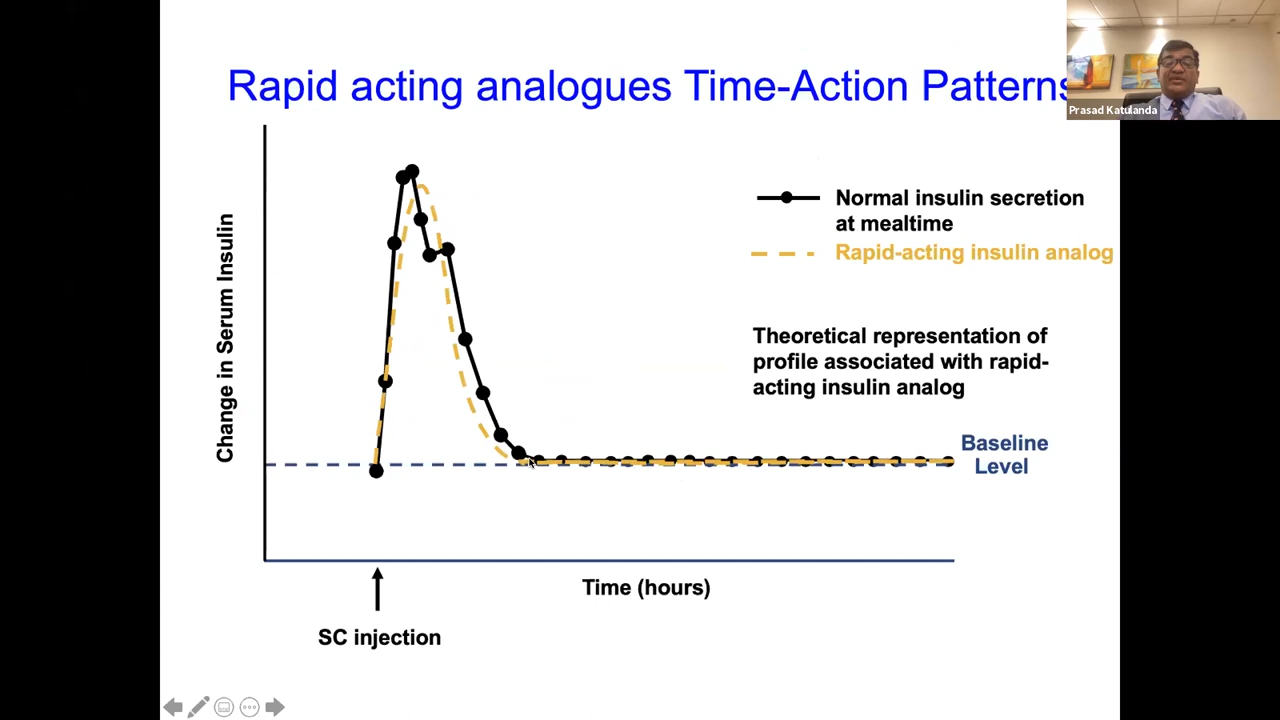 Rapid acting analogues Time-Action Patterns
Prasad Katulanda
Normal insulin secretion
at mealtime
Rapid-acting insulin analog
Theoretical representation of
profile associated with rapid-
acting insulin analog
Change in Serum Insulin
Baseline
Level
Time (hours)
SC injection